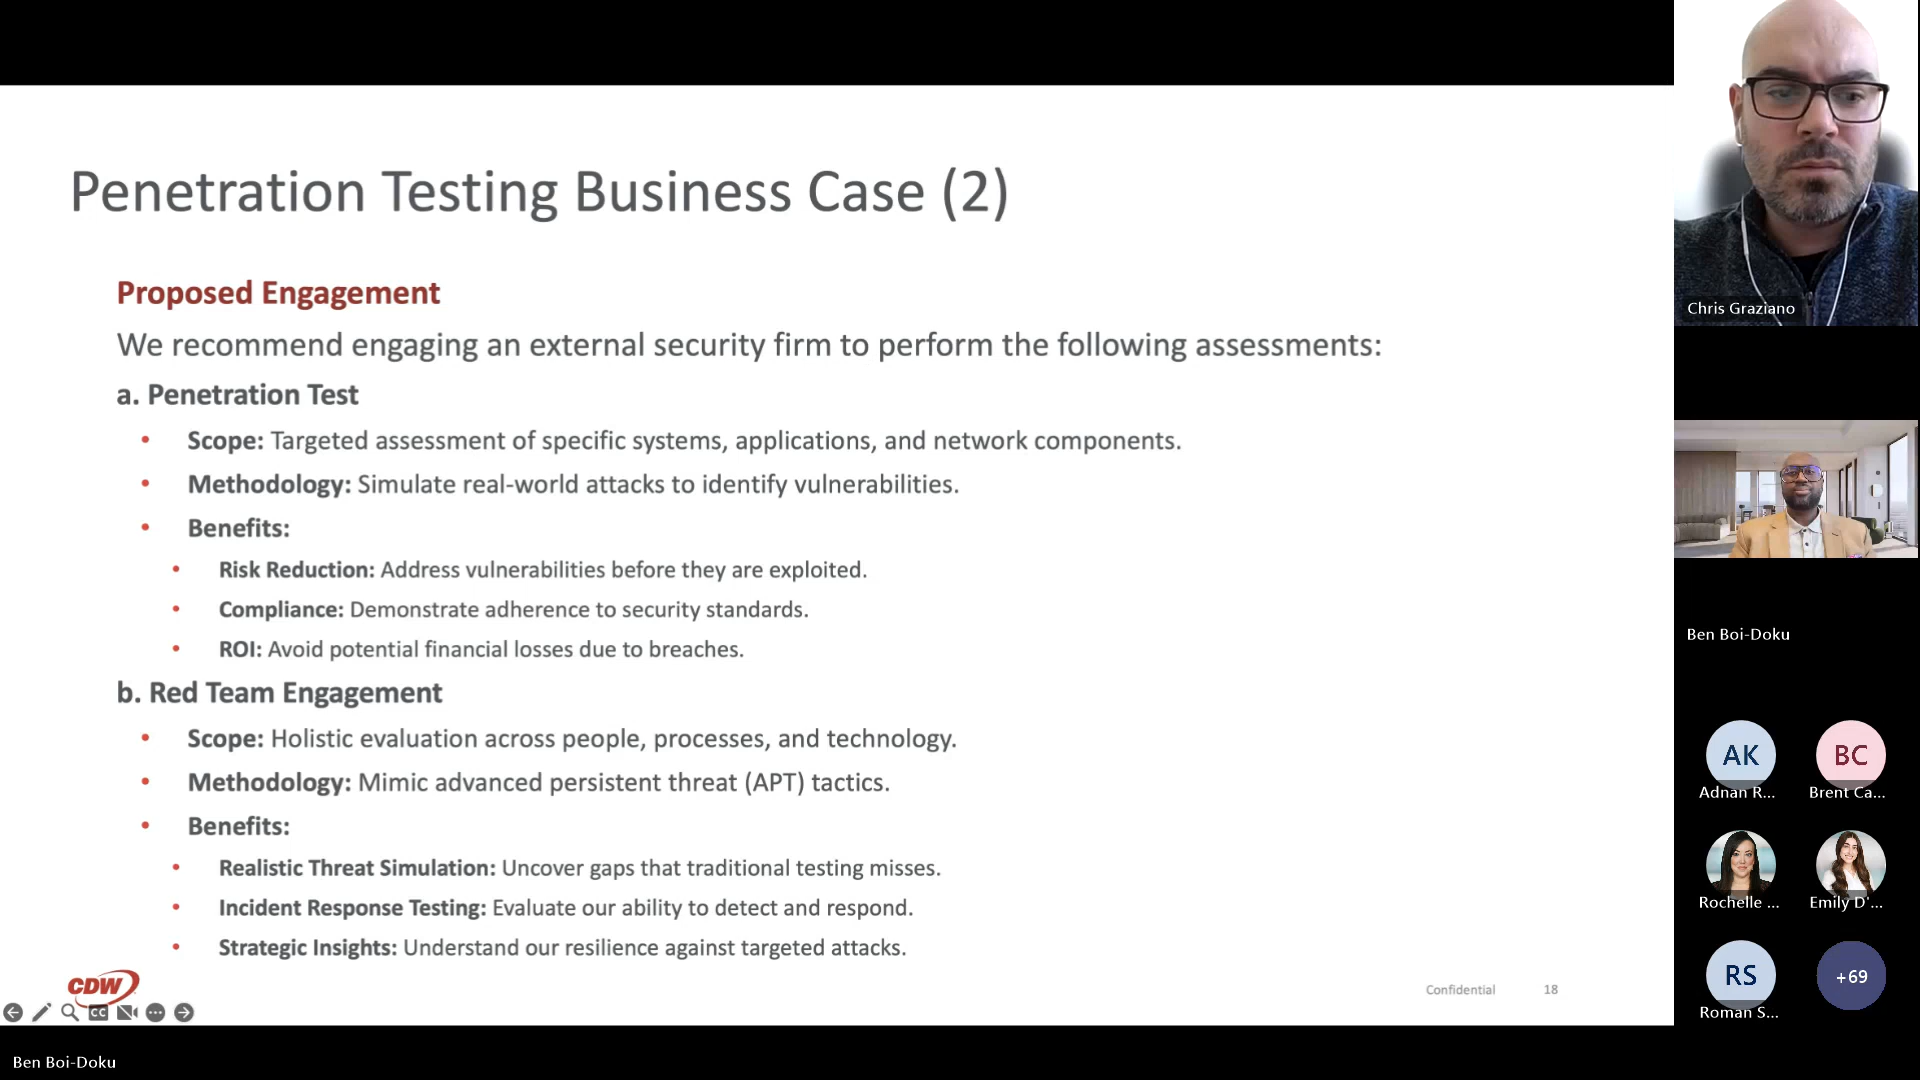 Penetration Testing Business Case (2)
Proposed Engagement
We recommend engaging an external security firm to perform the following assessments:
a. Penetration Test
• Scope: Targeted assessment of specific systems, applications, and network components.
• Methodology: Simulate real-world attacks to identify vulnerabilities.
• Benefits:
• Risk Reduction: Address vulnerabilities before they are exploited.
• Compliance: Demonstrate adherence to security standards.
• ROI: Avoid potential financial losses due to breaches.
b. Red Team Engagement
• Scope: Holistic evaluation across people, processes, and technology.
• Methodology: Mimic advanced persistent threat (APT) tactics.
• Benefits:
• Realistic Threat Simulation: Uncover gaps that traditional testing misses.
• Incident Response Testing: Evaluate our ability to detect and respond.
• Strategic Insights: Understand our resilience against targeted attacks.
CDW
Confidential 18
CC
Ben Boi-Doku
Chris Graziano
Ben Boi-Doku
AK BC
Adnan R... Brent Ca...
Rochelle ... Emily D'...
RS +69
Roman S...